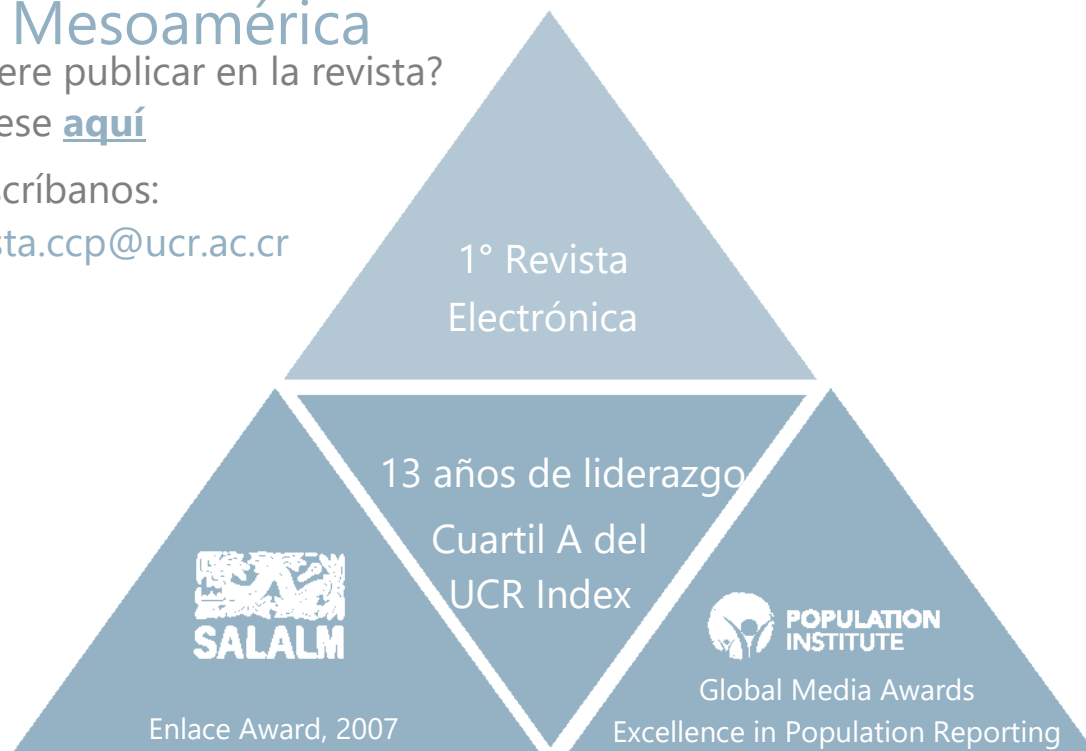 Mesoamérica
ere publicar en la revista?
ese aquí
scríbanos:
sta.ccp@ucr.ac.cr
1° Revista
Electrónica
13 años de liderazgo
Cuartil A del
UCR Index
SALALM
Enlace Award, 2007
POPULATION
INSTITUTE
Global Media Awards
Excellence in Population Reporting